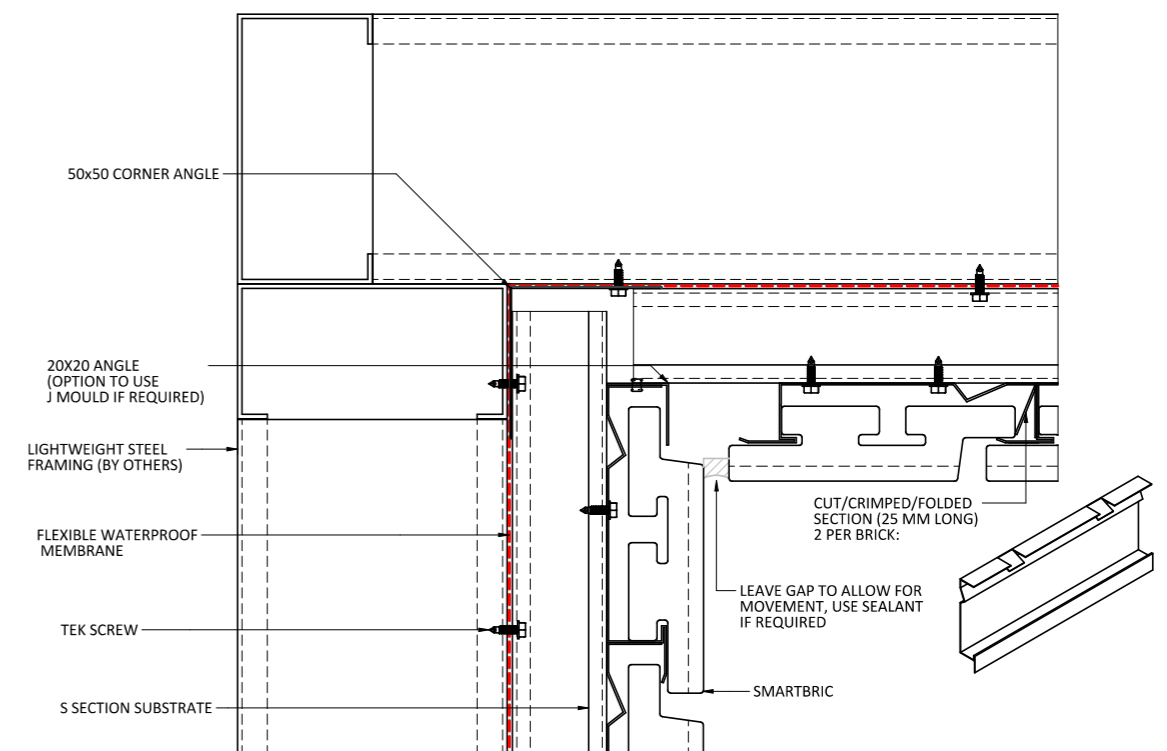 50x50 CORNER ANGLE
20X20 ANGLE
(OPTION TO USE
J MOULD IF REQUIRED)
LIGHTWEIGHT STEEL
FRAMING (BY OTHERS)
FLEXIBLE WATERPROOF
MEMBRANE
TEK SCREW
S SECTION SUBSTRATE
CUT/CRIMPED/FOLDED
SECTION (25 MM LONG)
2 PER BRICK:
LEAVE GAP TO ALLOW FOR
MOVEMENT, USE SEALANT
IF REQUIRED
SMARTBRIC